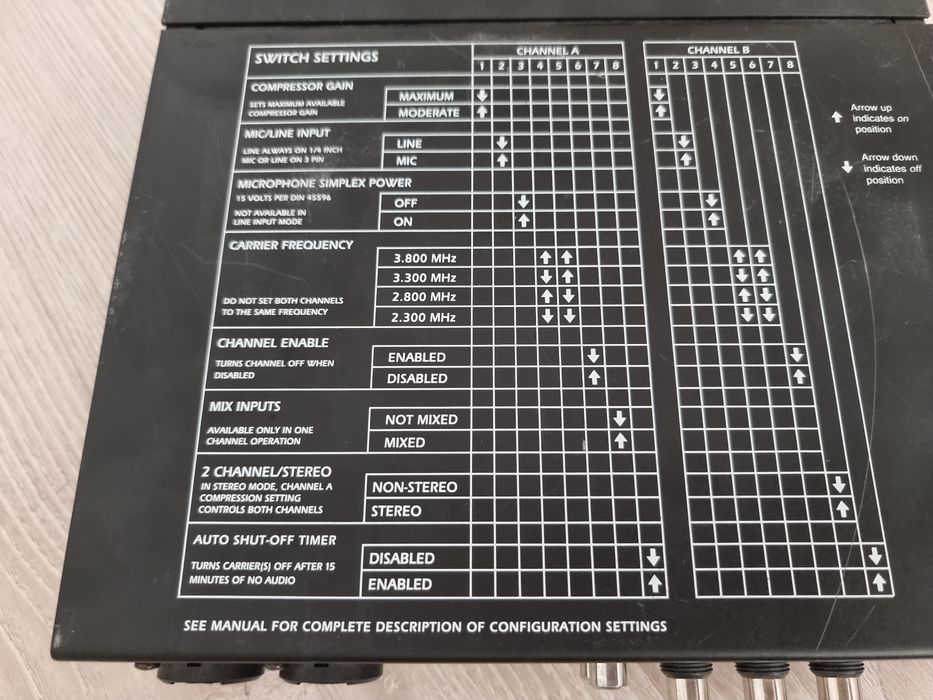 SWITCH SETTINGS
CHANNEL A
CHANNEL B
1 2 3 4 5 6 7 8
1 2 3 4 5 6 7 8
COMPRESSOR GAIN
SETS MAXIMUM AVAILABLE
COMPRESSOR GAIN
MAXIMUM
MODERATE
MIC/LINE INPUT
LINE ALWAYS ON 1/4 INCH
MIC OR LINE ON 3 PIN
LINE
MIC
MICROPHONE SIMPLEX POWER
15 VOLTS PER DIN 45596
NOT AVAILABLE IN
LINE INPUT MODE
OFF
ON
CARRIER FREQUENCY
DO NOT SET BOTH CHANNELS
TO THE SAME FREQUENCY
3.800 MHz
3.300 MHz
2.800 MHz
2.300 MHz
CHANNEL ENABLE
TURNS CHANNEL OFF WHEN
DISABLED
ENABLED
DISABLED
MIX INPUTS
AVAILABLE ONLY IN ONE
CHANNEL OPERATION
NOT MIXED
MIXED
2 CHANNEL/STEREO
IN STEREO MODE, CHANNEL A
COMPRESSION SETTING
CONTROLS BOTH CHANNELS
NON-STEREO
STEREO
AUTO SHUT-OFF TIMER
TURNS CARRIER(S) OFF AFTER 15
MINUTES OF NO AUDIO
DISABLED
ENABLED
Arrow up
indicates on
position
Arrow down
indicates off
position
SEE MANUAL FOR COMPLETE DESCRIPTION OF CONFIGURATION SETTINGS